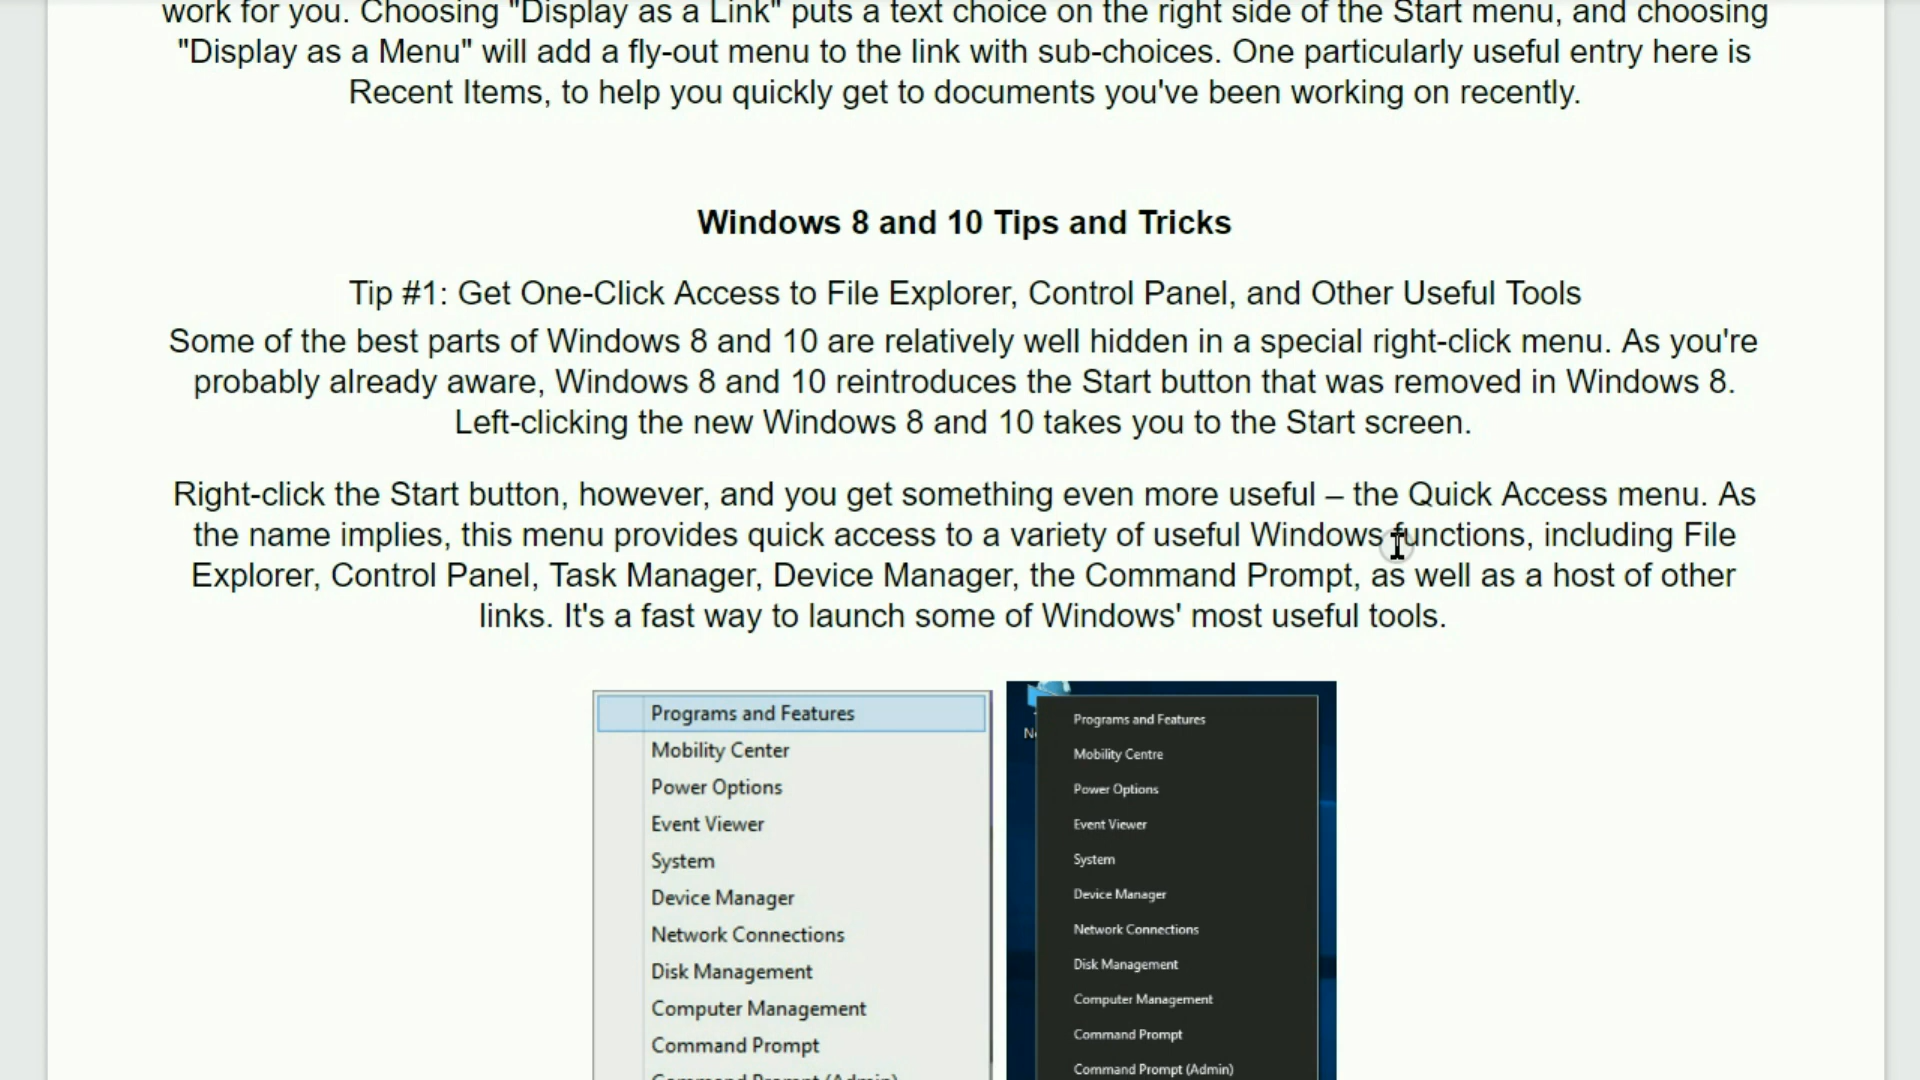 work for you. Choosing "Display as a Link" puts a text choice on the right side of the Start menu, and choosing
"Display as a Menu" will add a fly-out menu to the link with sub-choices. One particularly useful entry here is
Recent Items, to help you quickly get to documents you've been working on recently.
Windows 8 and 10 Tips and Tricks
Tip #1: Get One-Click Access to File Explorer, Control Panel, and Other Useful Tools
Some of the best parts of Windows 8 and 10 are relatively well hidden in a special right-click menu. As you're
probably already aware, Windows 8 and 10 reintroduces the Start button that was removed in Windows 8.
Left-clicking the new Windows 8 and 10 takes you to the Start screen.
Right-click the Start button, however, and you get something even more useful – the Quick Access menu. As
the name implies, this menu provides quick access to a variety of useful Windows functions, including File
Explorer, Control Panel, Task Manager, Device Manager, the Command Prompt, as well as a host of other
links. It's a fast way to launch some of Windows' most useful tools.
Programs and Features
Mobility Center
Power Options
Event Viewer
System
Device Manager
Network Connections
Disk Management
Computer Management
Command Prompt
Command Prompt (Admin)
Programs and Features
Mobility Centre
Power Options
Event Viewer
System
Device Manager
Network Connections
Disk Management
Computer Management
Command Prompt
Command Prompt (Admin)